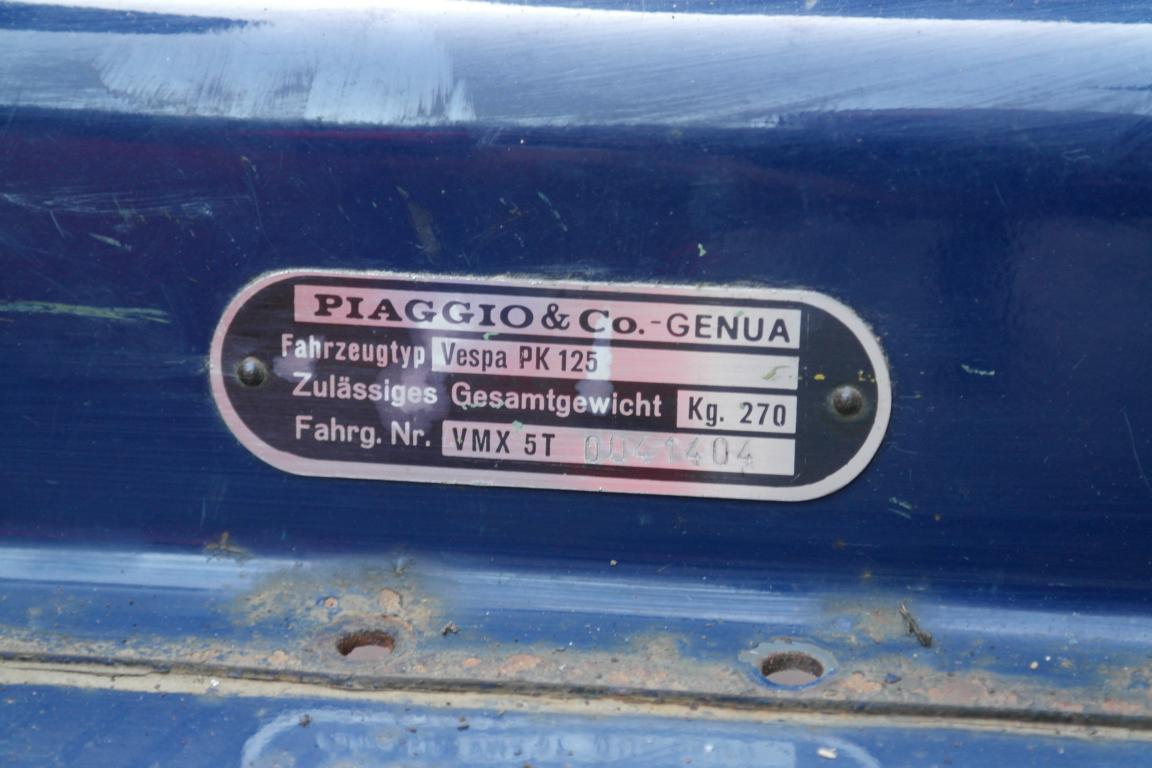 PIAGGIO & Co.-GENUA
Fahrzeugtyp Vespa PK 125
Zulässiges Gesamtgewicht Kg. 270
Fahrg. Nr. VMX 5T